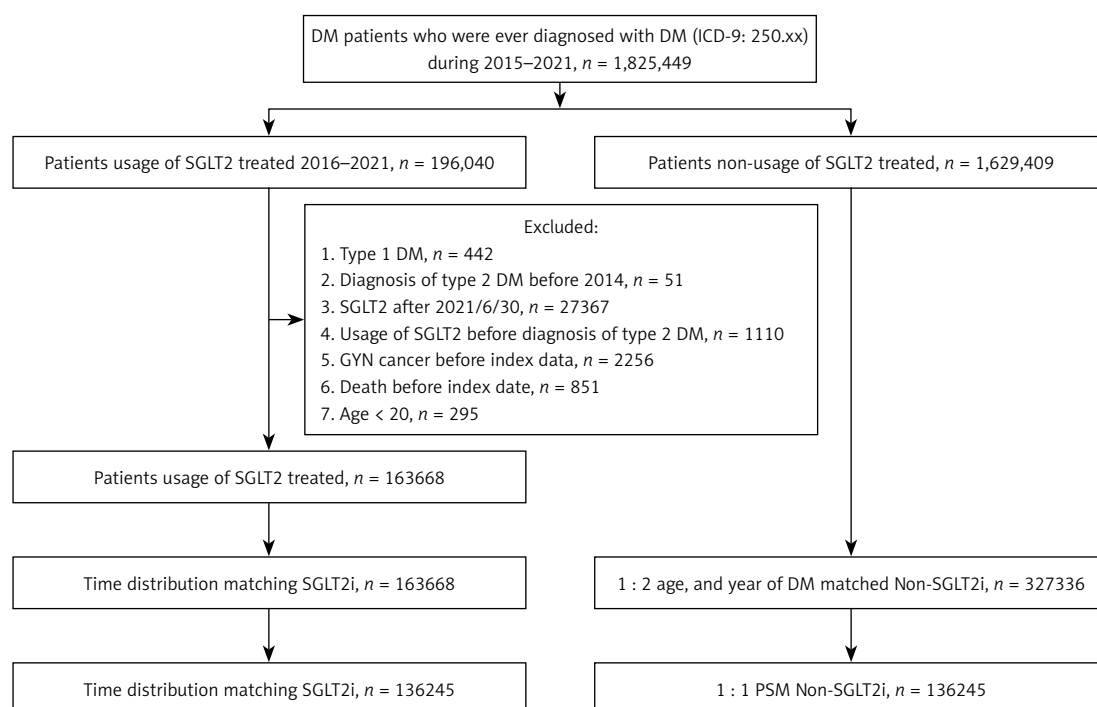 DM patients who were ever diagnosed with DM (ICD-9: 250.xx)
during 2015–2021, n = 1,825,449
Patients usage of SGLT2 treated 2016–2021, n = 196,040
Patients non-usage of SGLT2 treated, n = 1,629,409
Excluded:
1. Type 1 DM, n = 442
2. Diagnosis of type 2 DM before 2014, n = 51
3. SGLT2 after 2021/6/30, n = 27367
4. Usage of SGLT2 before diagnosis of type 2 DM, n = 1110
5. GYN cancer before index data, n = 2256
6. Death before index date, n = 851
7. Age < 20, n = 295
Patients usage of SGLT2 treated, n = 163668
Time distribution matching SGLT2i, n = 163668
1 : 2 age, and year of DM matched Non-SGLT2i, n = 327336
Time distribution matching SGLT2i, n = 136245
1 : 1 PSM Non-SGLT2i, n = 136245